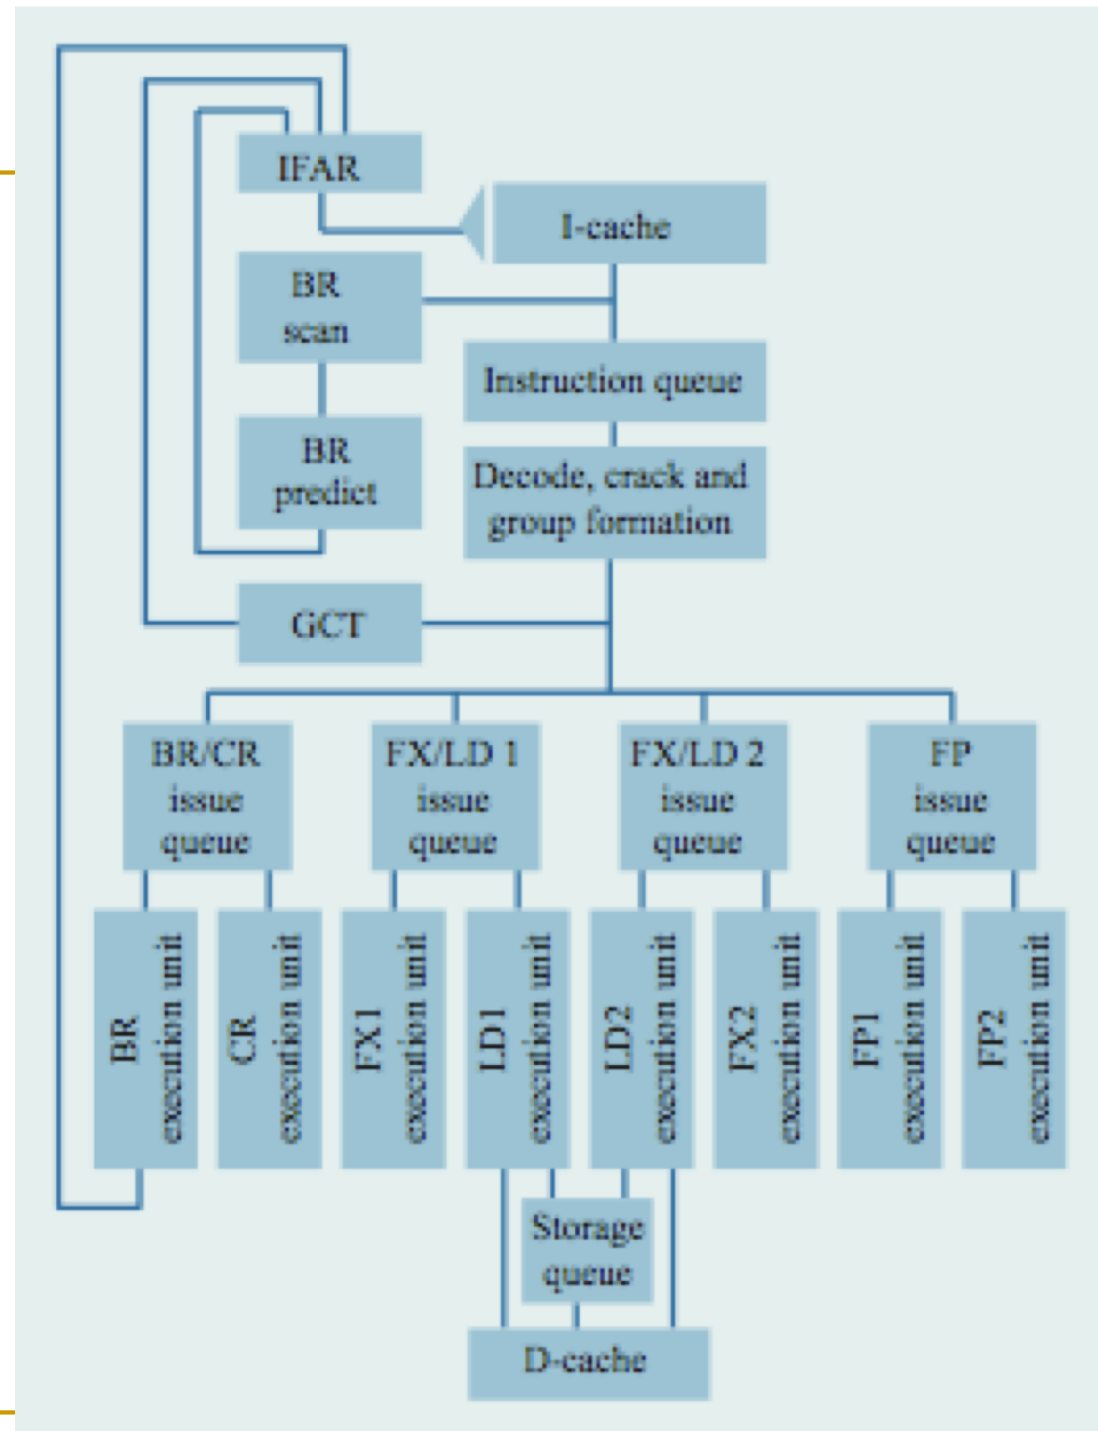 IFAR
I-cache
BR
scan
Instruction queue
BR
predict
Decode, crack and
group formation
GCT
BR/CR
issue
queue
FX/LD 1
issue
queue
FX/LD 2
issue
queue
FP
issue
queue
BR
execution unit
CR
execution unit
FX1
execution unit
LD1
execution unit
LD2
execution unit
FX2
execution unit
FP1
execution unit
FP2
execution unit
Storage
queue
D-cache